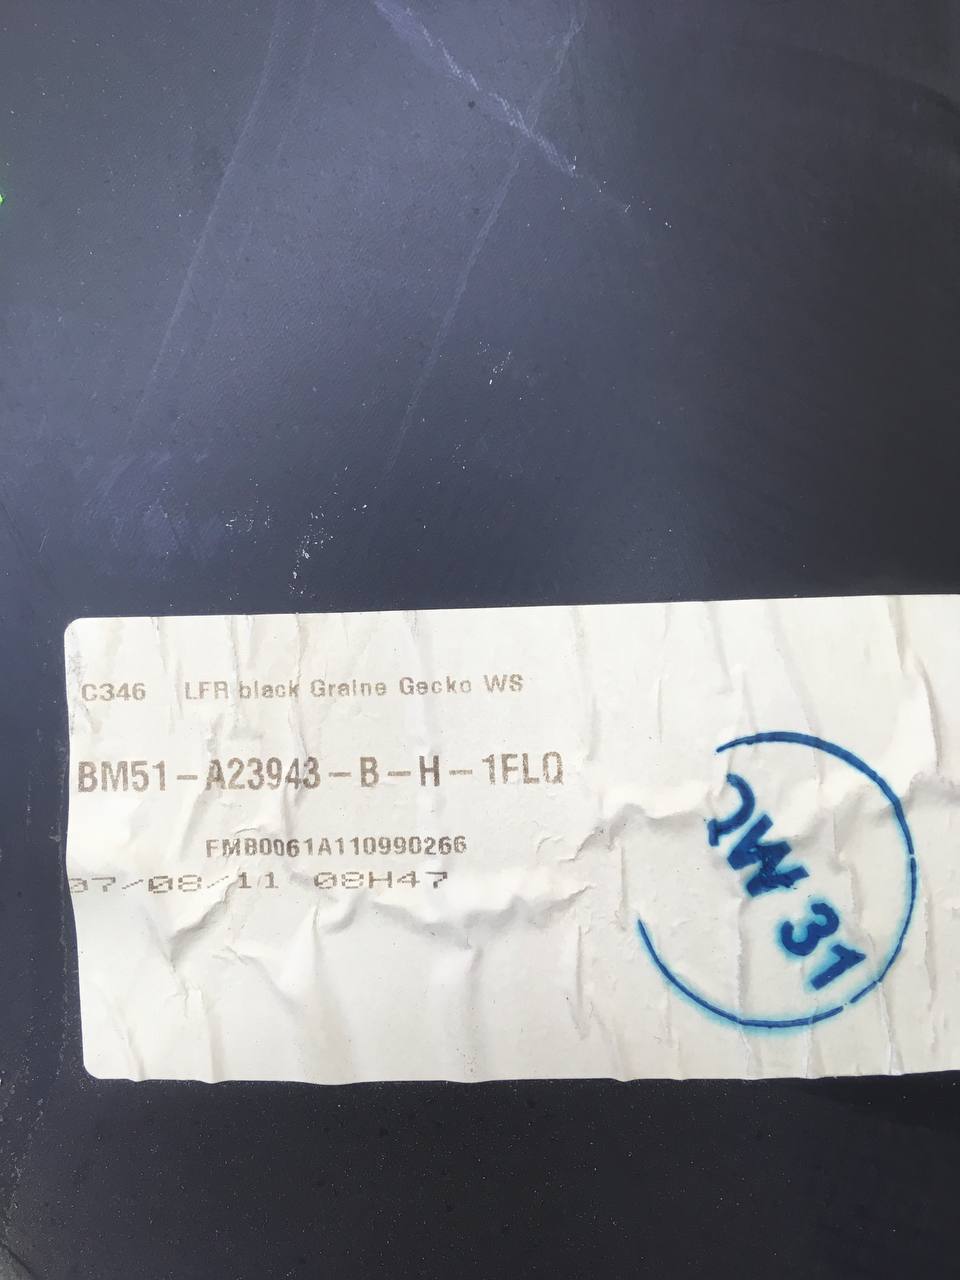 C346 LFR black Graine Gecko WS
BM51-A23943-B-H-1FLQ
FMB0061A110990266
07/08/11 08H47
QW 31